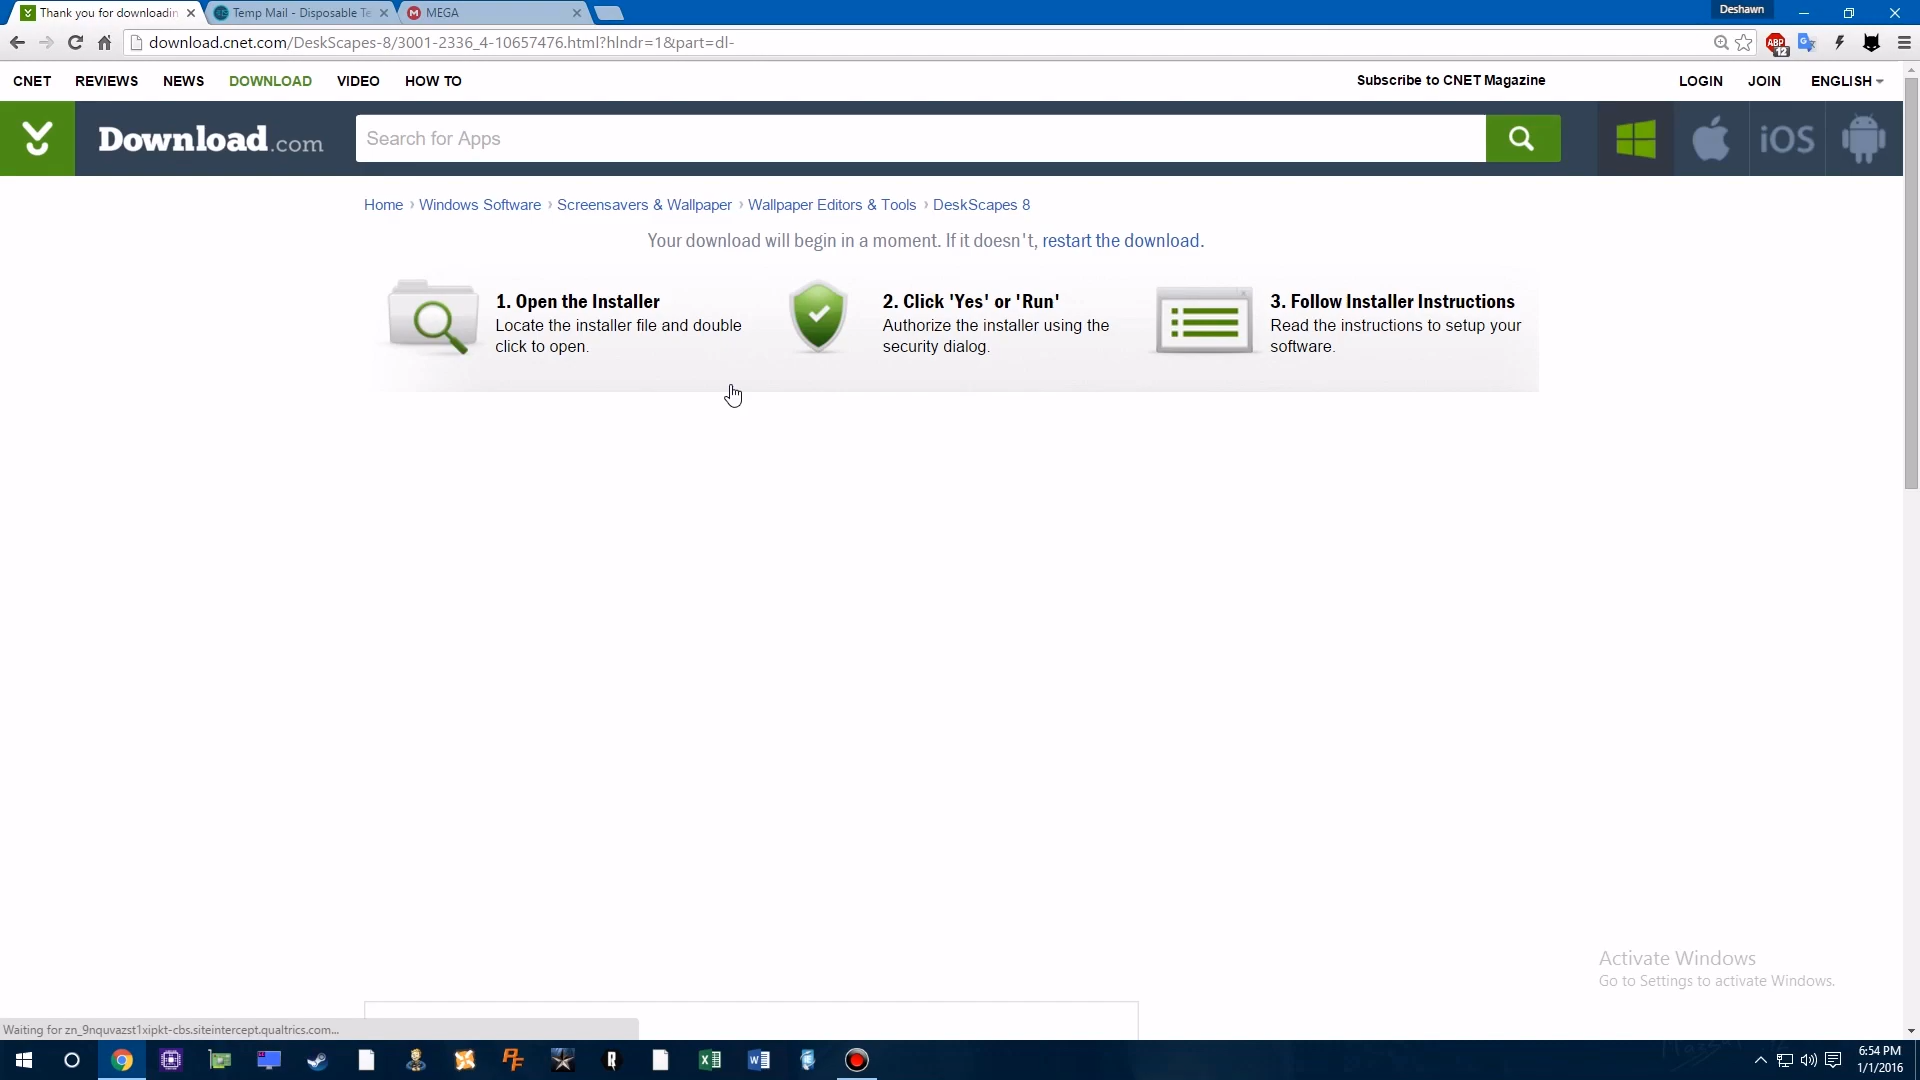 Thank you for downloadin
Temp Mail - Disposable Te
MEGA
Deshawn
download.cnet.com/DeskScapes-8/3001-2336_4-10657476.html?hlndr=1&part=dl-
ABP
12
CNET REVIEWS NEWS DOWNLOAD VIDEO HOW TO
Subscribe to CNET Magazine
LOGIN JOIN ENGLISH
Download.com
Search for Apps
iOS
Home › Windows Software › Screensavers & Wallpaper › Wallpaper Editors & Tools › DeskScapes 8
Your download will begin in a moment. If it doesn't, restart the download.
1. Open the Installer
Locate the installer file and double
click to open.
2. Click 'Yes' or 'Run'
Authorize the installer using the
security dialog.
3. Follow Installer Instructions
Read the instructions to setup your
software.
Activate Windows
Go to Settings to activate Windows.
Waiting for zn_9nquvazst1xipkt-cbs.siteintercept.qualtrics.com...
6:54 PM
1/1/2016